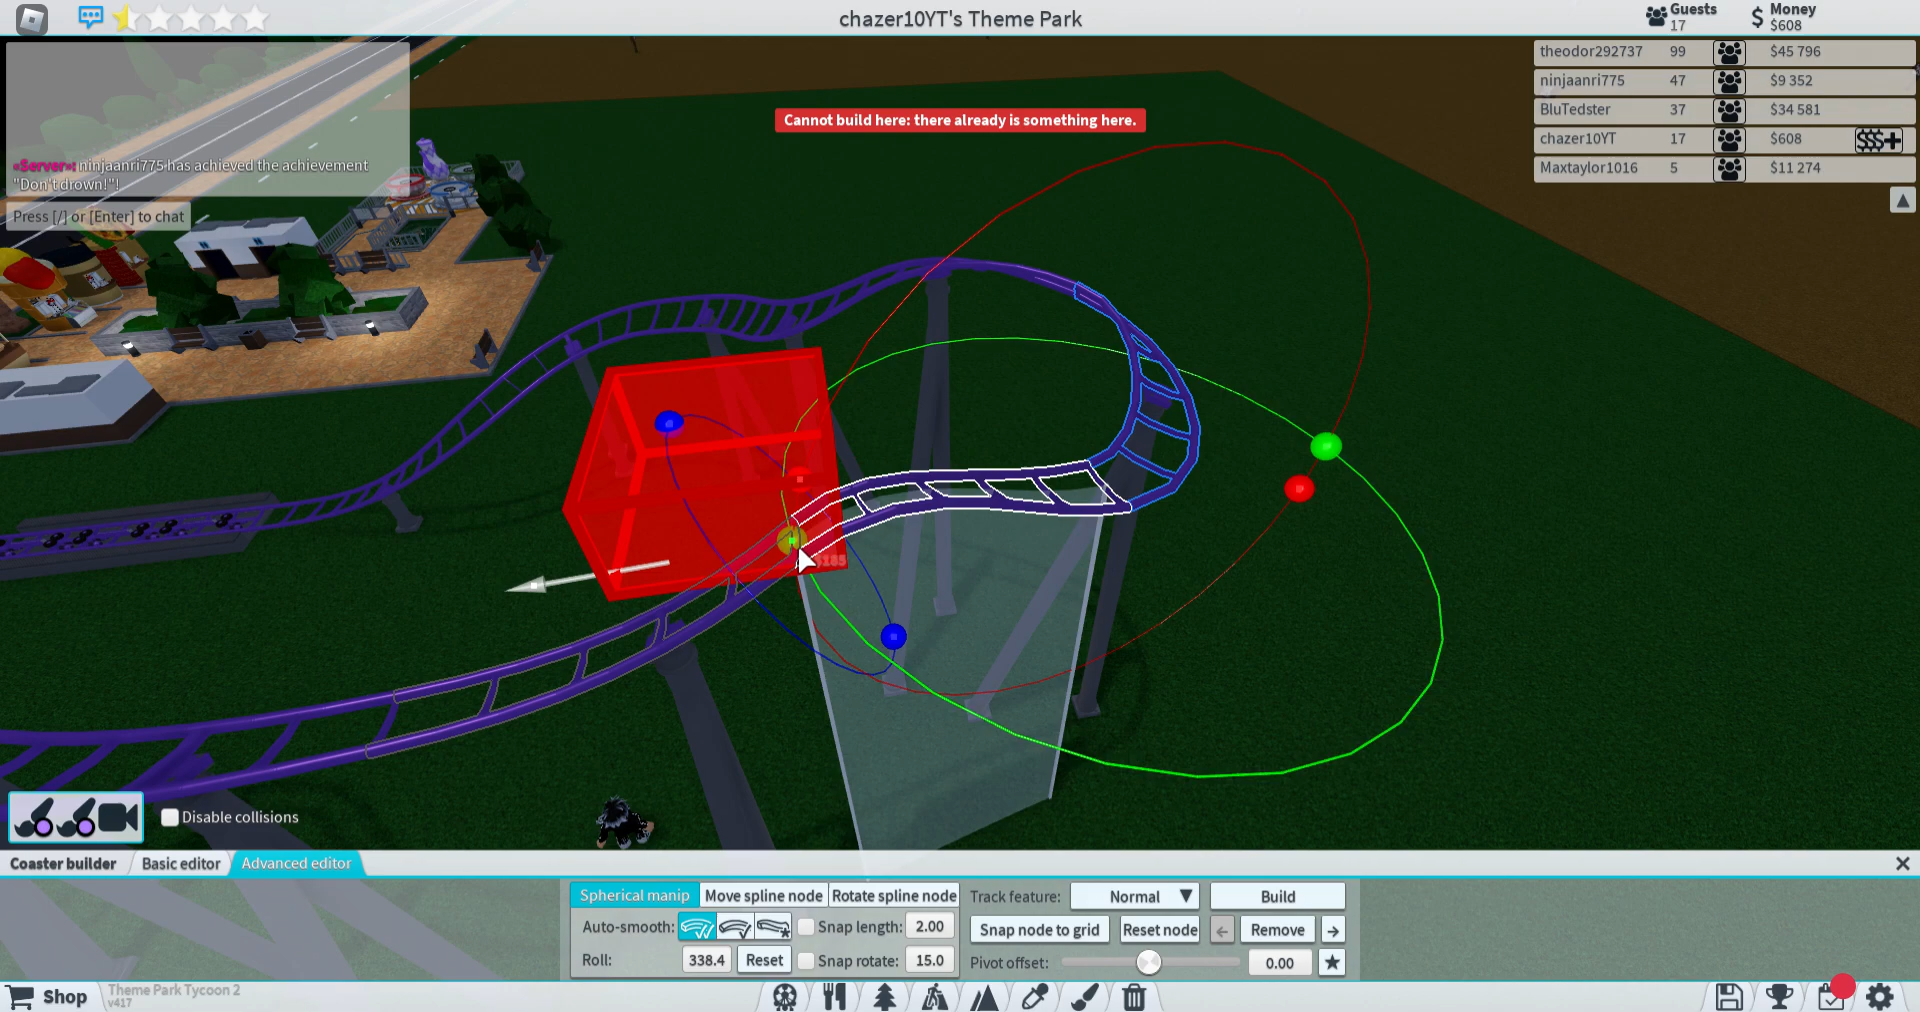 chazer10YT's Theme Park
Guests
17
$ Money
$608
theodor292737 99 $45 796
ninjaanri775 47 $9 352
BluTedster 37 $34 581
chazer10YT 17 $608 $$$+
Maxtaylor1016 5 $11 274
Cannot build here: there already is something here.
«Server»: ninjaanri775 has achieved the achievement
"Don't drown!"!
Press [/] or [Enter] to chat
$185
Disable collisions
Coaster builder Basic editor Advanced editor
Spherical manip Move spline node Rotate spline node
Track feature: Normal Build
Auto-smooth: Snap length: 2.00
Snap node to grid Reset node Remove
Roll: 338.4 Reset Snap rotate: 15.0
Pivot offset: 0.00
Shop
Theme Park Tycoon 2
v417